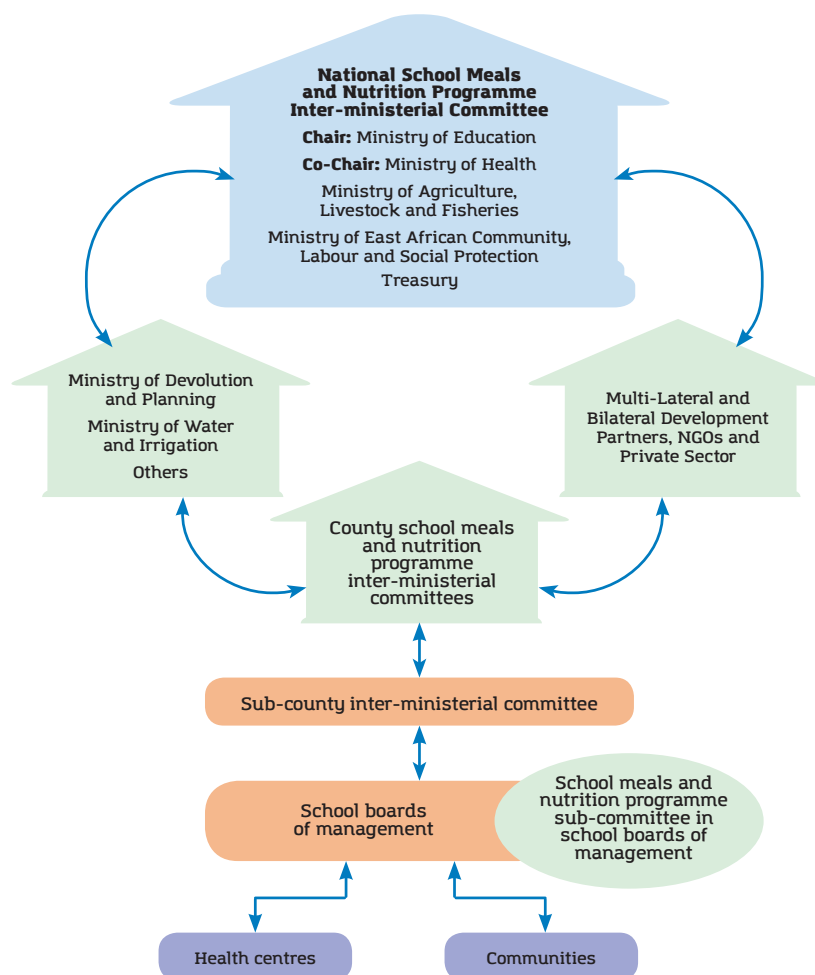 National School Meals
and Nutrition Programme
Inter-ministerial Committee
Chair: Ministry of Education
Co-Chair: Ministry of Health
Ministry of Agriculture,
Livestock and Fisheries
Ministry of East African Community,
Labour and Social Protection
Treasury
Ministry of Devolution
and Planning
Ministry of Water
and Irrigation
Others
Multi-Lateral and
Bilateral Development
Partners, NGOs and
Private Sector
County school meals
and nutrition
programme
inter-ministerial
committees
Sub-county inter-ministerial committee
School boards
of management
School meals and
nutrition programme
sub-committee in
school boards of
management
Health centres
Communities